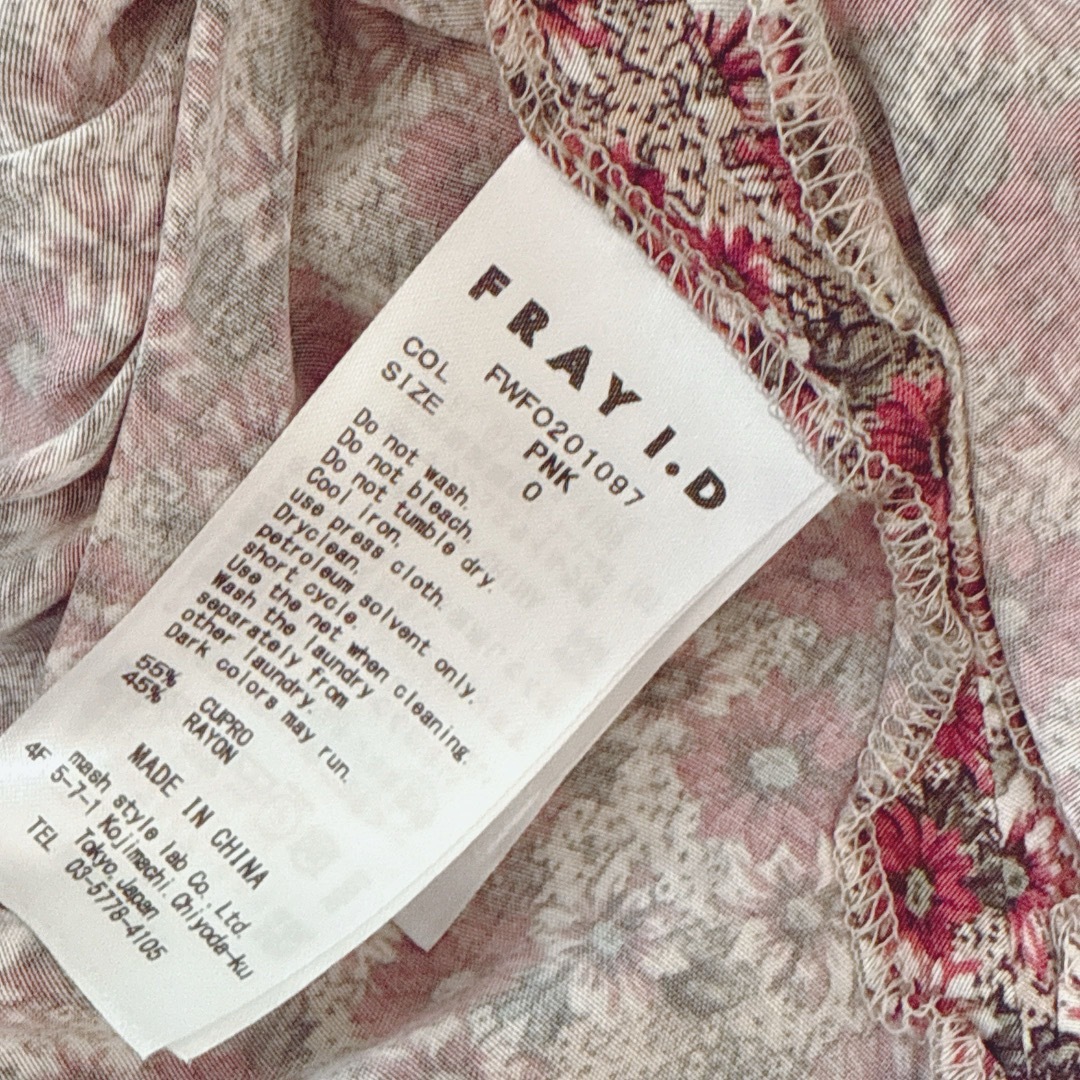 FRAY I.D
FWFO201097
COL PNK
SIZE 0
Do not wash.
Do not bleach.
Do not tumble dry.
Cool iron.
use press cloth.
Dryclean.
petroleum solvent only.
short cycle.
Use the net when cleaning.
Wash the laundry
separately from
other laundry.
Dark colors may run.
55% CUPRO
45% RAYON
MADE IN CHINA
mash style lab Co., Ltd.
4F 5-7-1 Kojimachi, Chiyoda-ku
Tokyo, Japan
TEL 03-5778-4105